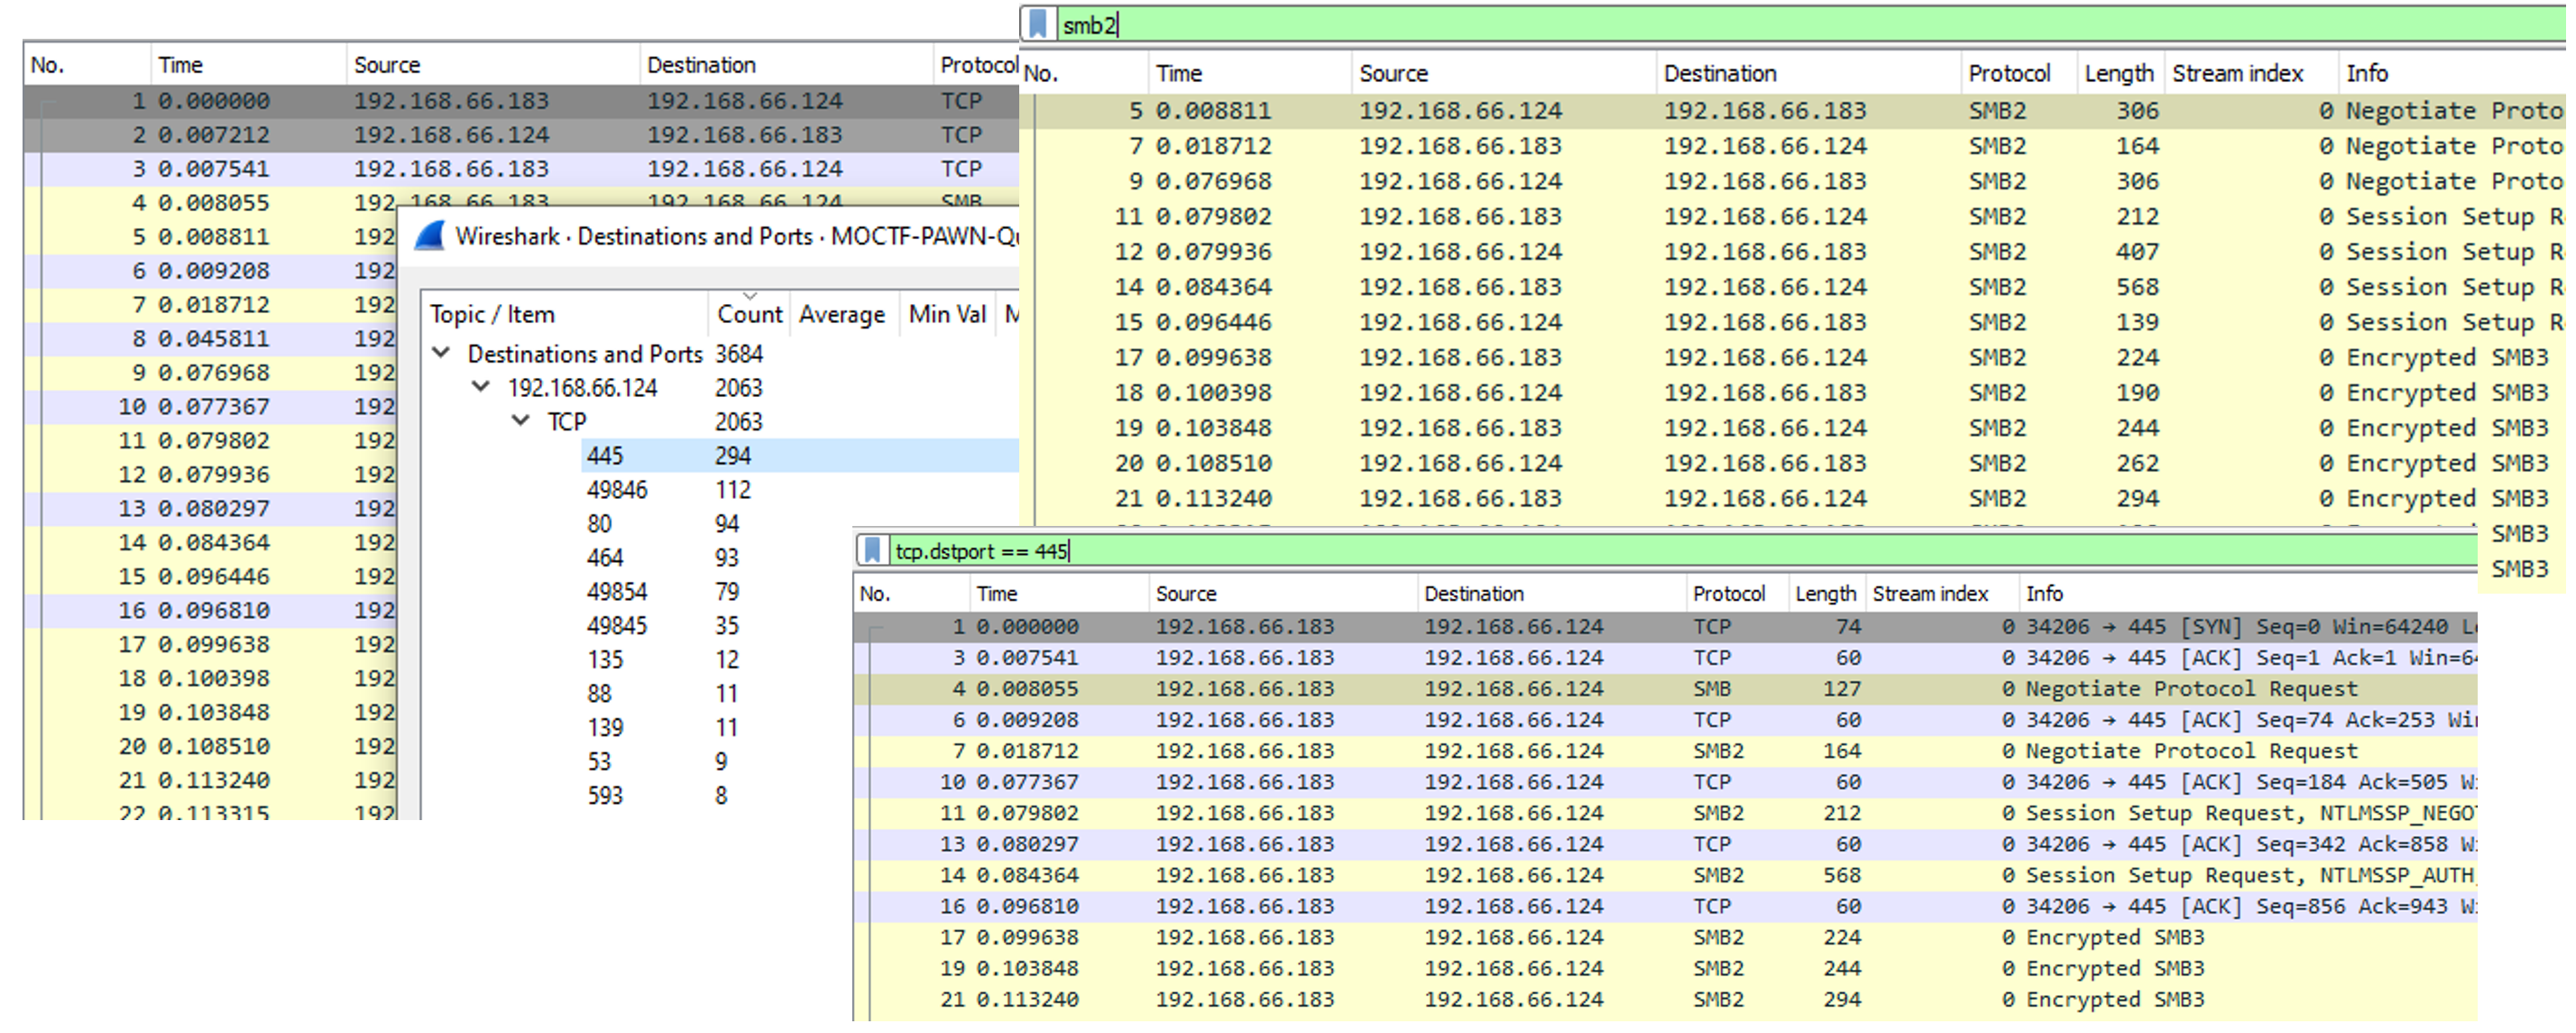 No. Time Source Destination Protocol
1 0.000000 192.168.66.183 192.168.66.124 TCP
2 0.007212 192.168.66.124 192.168.66.183 TCP
3 0.007541 192.168.66.183 192.168.66.124 TCP
4 0.008055 192.168.66.183 192.168.66.124 SMB
5 0.008811 192
6 0.009208 192
7 0.018712 192
8 0.045811 192
9 0.076968 192
10 0.077367 192
11 0.079802 192
12 0.079936 192
13 0.080297 192
14 0.084364 192
15 0.096446 192
16 0.096810 192
17 0.099638 192
18 0.100398 192
19 0.103848 192
20 0.108510 192
21 0.113240 192
22 0.113315 192
Wireshark · Destinations and Ports · MOCTF-PAWN-Qu
Topic / Item Count Average Min Val M
Destinations and Ports 3684
192.168.66.124 2063
TCP 2063
445 294
49846 112
80 94
464 93
49854 79
49845 35
135 12
88 11
139 11
53 9
593 8
smb2
No. Time Source Destination Protocol Length Stream index Info
5 0.008811 192.168.66.124 192.168.66.183 SMB2 306 0 Negotiate Proto
7 0.018712 192.168.66.183 192.168.66.124 SMB2 164 0 Negotiate Proto
9 0.076968 192.168.66.124 192.168.66.183 SMB2 306 0 Negotiate Proto
11 0.079802 192.168.66.183 192.168.66.124 SMB2 212 0 Session Setup R
12 0.079936 192.168.66.124 192.168.66.183 SMB2 407 0 Session Setup R
14 0.084364 192.168.66.183 192.168.66.124 SMB2 568 0 Session Setup R
15 0.096446 192.168.66.124 192.168.66.183 SMB2 139 0 Session Setup R
17 0.099638 192.168.66.183 192.168.66.124 SMB2 224 0 Encrypted SMB3
18 0.100398 192.168.66.124 192.168.66.183 SMB2 190 0 Encrypted SMB3
19 0.103848 192.168.66.183 192.168.66.124 SMB2 244 0 Encrypted SMB3
20 0.108510 192.168.66.124 192.168.66.183 SMB2 262 0 Encrypted SMB3
21 0.113240 192.168.66.183 192.168.66.124 SMB2 294 0 Encrypted SMB3
SMB3
SMB3
tcp.dstport == 445
No. Time Source Destination Protocol Length Stream index Info
1 0.000000 192.168.66.183 192.168.66.124 TCP 74 0 34206 → 445 [SYN] Seq=0 Win=64240 L
3 0.007541 192.168.66.183 192.168.66.124 TCP 60 0 34206 → 445 [ACK] Seq=1 Ack=1 Win=64
4 0.008055 192.168.66.183 192.168.66.124 SMB 127 0 Negotiate Protocol Request
6 0.009208 192.168.66.183 192.168.66.124 TCP 60 0 34206 → 445 [ACK] Seq=74 Ack=253 Win
7 0.018712 192.168.66.183 192.168.66.124 SMB2 164 0 Negotiate Protocol Request
10 0.077367 192.168.66.183 192.168.66.124 TCP 60 0 34206 → 445 [ACK] Seq=184 Ack=505 W
11 0.079802 192.168.66.183 192.168.66.124 SMB2 212 0 Session Setup Request, NTLMSSP_NEGO
13 0.080297 192.168.66.183 192.168.66.124 TCP 60 0 34206 → 445 [ACK] Seq=342 Ack=858 W
14 0.084364 192.168.66.183 192.168.66.124 SMB2 568 0 Session Setup Request, NTLMSSP_AUTH
16 0.096810 192.168.66.183 192.168.66.124 TCP 60 0 34206 → 445 [ACK] Seq=856 Ack=943 W
17 0.099638 192.168.66.183 192.168.66.124 SMB2 224 0 Encrypted SMB3
19 0.103848 192.168.66.183 192.168.66.124 SMB2 244 0 Encrypted SMB3
21 0.113240 192.168.66.183 192.168.66.124 SMB2 294 0 Encrypted SMB3